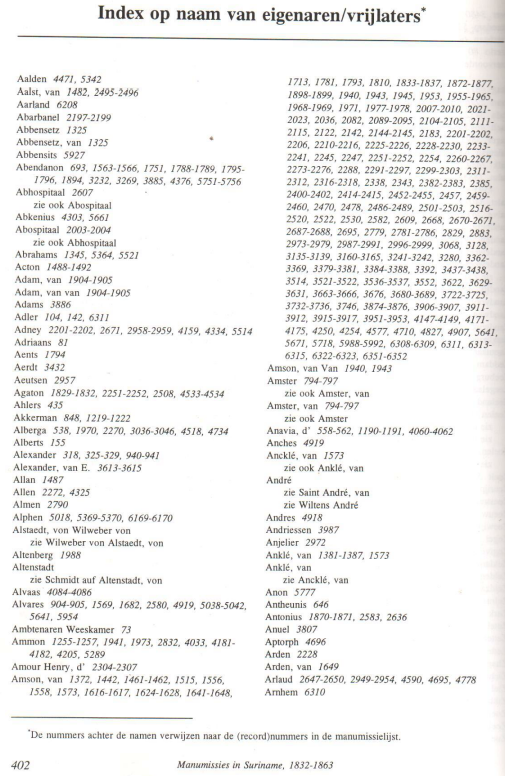 Index op naam van eigenaren/vrijlaters*
Aalden 4471, 5342
Aalst, van 1482, 2495-2496
Aarland 6208
Abarbanel 2197-2199
Abbensetz 1325
Abbensetz, van 1325
Abbensits 5927
Abendanon 693, 1563-1566, 1751, 1788-1789, 1795-
1796, 1894, 3232, 3269, 3885, 4376, 5751-5756
Abhospitaal 2607
zie ook Abospitaal
Abkenius 4303, 5661
Abospitaal 2003-2004
zie ook Abhospitaal
Abrahams 1345, 5364, 5521
Acton 1488-1492
Adam, van 1904-1905
Adam, van van 1904-1905
Adams 3886
Adler 104, 142, 6311
Adney 2201-2202, 2671, 2958-2959, 4159, 4334, 5514
Adriaans 81
Aents 1794
Aerdt 3432
Aeutsen 2957
Agaton 1829-1832, 2251-2252, 2508, 4533-4534
Ahlers 435
Akkerman 848, 1219-1222
Alberga 538, 1970, 2270, 3036-3046, 4518, 4734
Alberts 155
Alexander 318, 325-329, 940-941
Alexander, van E. 3613-3615
Allan 1487
Allen 2272, 4325
Almen 2790
Alphen 5018, 5369-5370, 6169-6170
Alstaedt, von Wilweber von
zie Wilweber von Alstaedt, von
Altenberg 1988
Altenstadt
zie Schmidt auf Altenstadt, von
Alvaas 4084-4086
Alvares 904-905, 1569, 1682, 2580, 4919, 5038-5042,
5641, 5954
Ambtenaren Weeskamer 73
Ammon 1255-1257, 1941, 1973, 2832, 4033, 4181-
4182, 4205, 5289
Amour Henry, d' 2304-2307
Amson, van 1372, 1442, 1461-1462, 1515, 1556,
1558, 1573, 1616-1617, 1624-1628, 1641-1648,
1713, 1781, 1793, 1810, 1833-1837, 1872-1877,
1898-1899, 1940, 1943, 1945, 1953, 1955-1965,
1968-1969, 1971, 1977-1978, 2007-2010, 2021-
2023, 2036, 2082, 2089-2095, 2104-2105, 2111-
2115, 2122, 2142, 2144-2145, 2183, 2201-2202,
2206, 2210-2216, 2225-2226, 2228-2230, 2233-
2241, 2245, 2247, 2251-2252, 2254, 2260-2267,
2273-2276, 2288, 2291-2297, 2299-2303, 2311-
2312, 2316-2318, 2338, 2343, 2382-2383, 2385,
2400-2402, 2414-2415, 2452-2455, 2457, 2459-
2460, 2470, 2478, 2486-2489, 2501-2503, 2516-
2520, 2522, 2530, 2582, 2609, 2668, 2670-2671,
2687-2688, 2695, 2779, 2781-2786, 2829, 2883,
2973-2979, 2987-2991, 2996-2999, 3068, 3128,
3135-3139, 3160-3165, 3241-3242, 3280, 3362-
3369, 3379-3381, 3384-3388, 3392, 3437-3438,
3514, 3521-3522, 3536-3537, 3552, 3622, 3629-
3631, 3663-3666, 3676, 3680-3689, 3722-3725,
3732-3736, 3746, 3874-3876, 3906-3907, 3911-
3912, 3915-3917, 3951-3953, 4147-4149, 4171-
4175, 4250, 4254, 4577, 4710, 4827, 4907, 5641,
5671, 5718, 5988-5992, 6308-6309, 6311, 6313-
6315, 6322-6323, 6351-6352
Amson, van Van 1940, 1943
Amster 794-797
zie ook Amster, van
Amster, van 794-797
zie ook Amster
Anavia, d' 558-562, 1190-1191, 4060-4062
Anches 4919
Ancklé, van 1573
zie ook Anklé, van
André
zie Saint André, van
zie Wiltens André
Andres 4918
Andriessen 3987
Anjelier 2972
Anklé, van 1381-1387, 1573
Anklé, van
zie Ancklé, van
Anon 5777
Antheunis 646
Antonius 1870-1871, 2583, 2636
Anuel 3807
Aptorph 4696
Arden 2228
Arden, van 1649
Arlaud 2647-2650, 2949-2954, 4590, 4695, 4778
Arnhem 6310
*De nummers achter de namen verwijzen naar de (record)nummers in de manumissielijst.
402 Manumissies in Suriname, 1832-1863